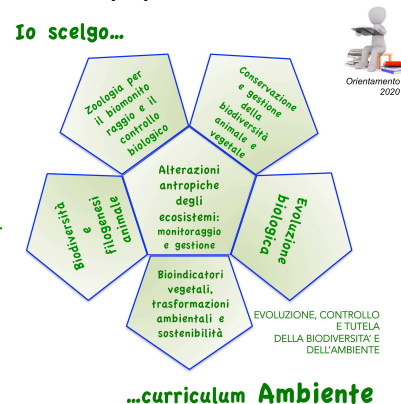 Io scelgo...
Orientamento
2020
Zoologia per
il biomonito
raggio e il
controllo
biologico
Conservazione
e gestione
della
biodiversità
animale e
vegetale
Alterazioni
antropiche
degli
ecosistemi:
monitoraggio
e gestione
Biodiversità
e
filogenesi
animale
Evoluzione
biologica
Bioindicatori
vegetali,
trasformazioni
ambientali e
sostenibilità
EVOLUZIONE, CONTROLLO
E TUTELA
DELLA BIODIVERSITA' E
DELL'AMBIENTE
...curriculum Ambiente